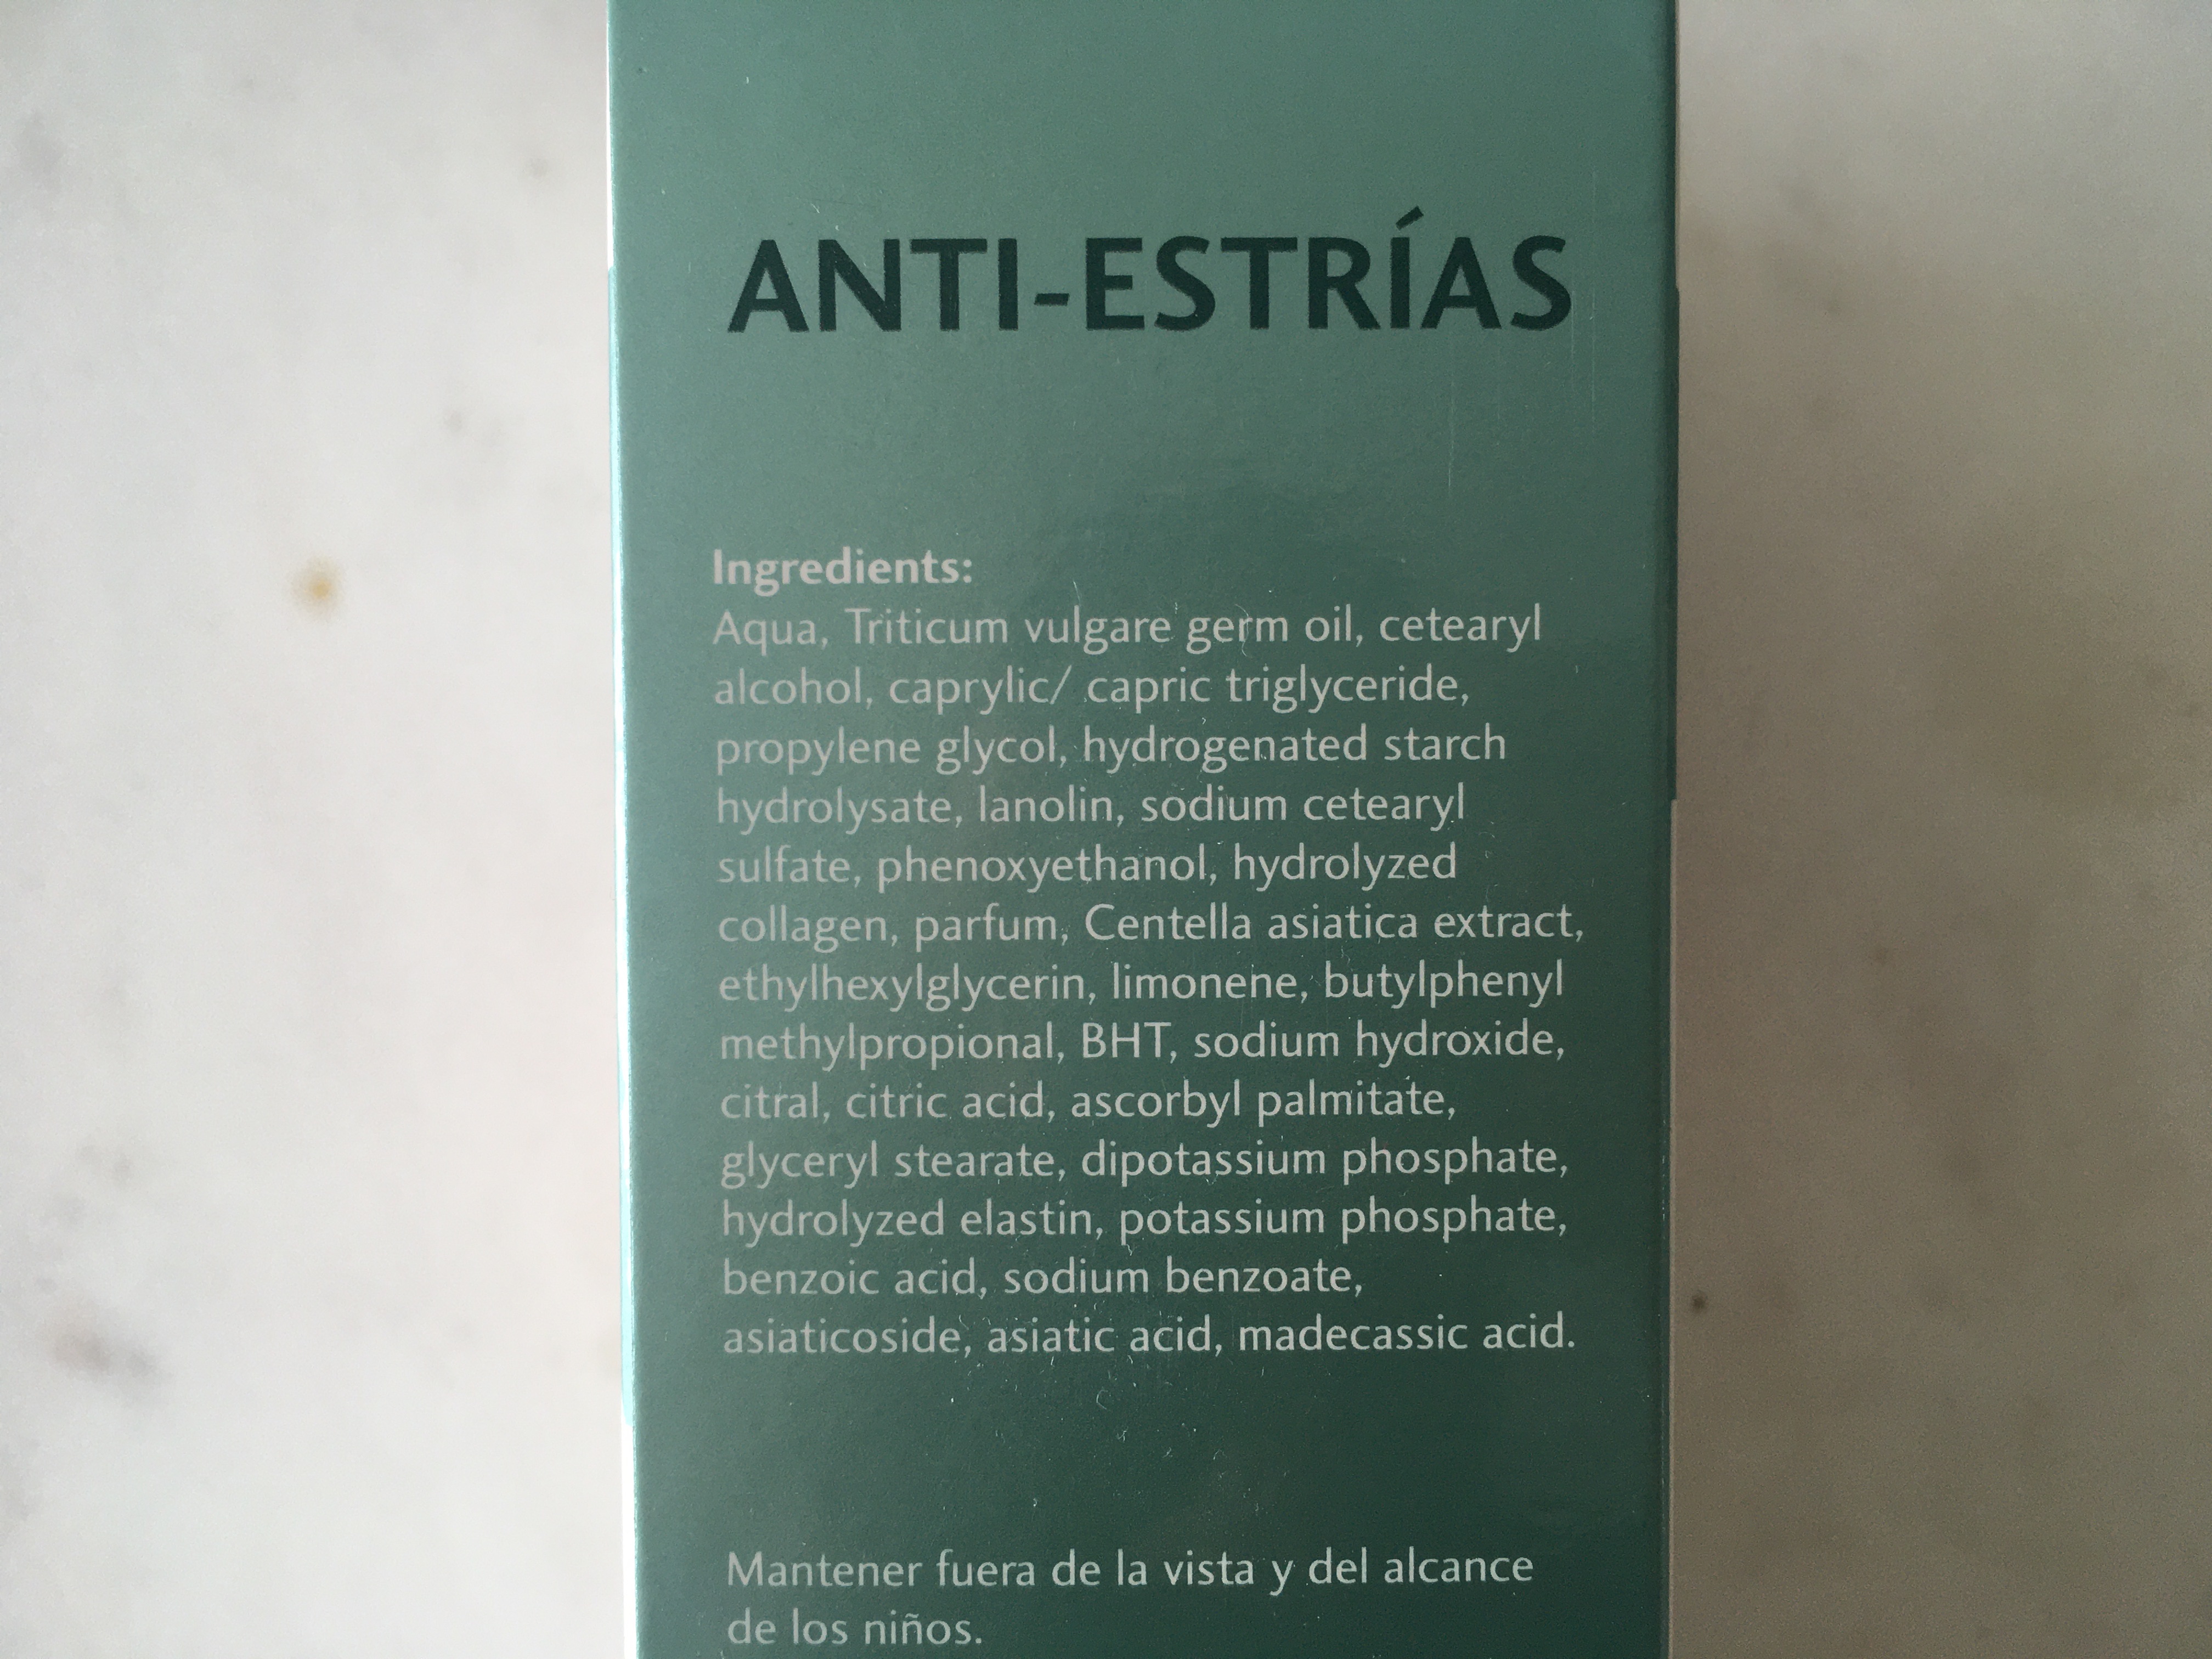 ANTI-ESTRÍAS
Ingredients:
Aqua, Triticum vulgare germ oil, cetearyl
alcohol, caprylic/ capric triglyceride,
propylene glycol, hydrogenated starch
hydrolysate, lanolin, sodium cetearyl
sulfate, phenoxyethanol, hydrolyzed
collagen, parfum, Centella asiatica extract,
ethylhexylglycerin, limonene, butylphenyl
methylpropional, BHT, sodium hydroxide,
citral, citric acid, ascorbyl palmitate,
glyceryl stearate, dipotassium phosphate,
hydrolyzed elastin, potassium phosphate,
benzoic acid, sodium benzoate,
asiaticoside, asiatic acid, madecassic acid.
Mantener fuera de la vista y del alcance
de los niños.